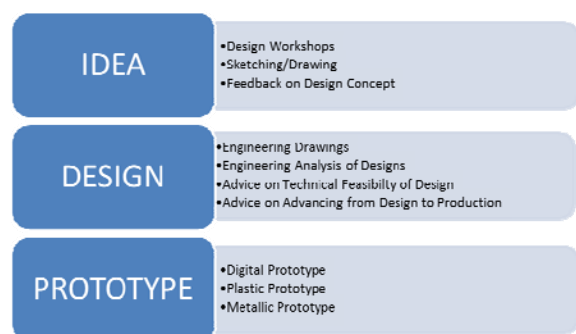 IDEA
•Design Workshops
•Sketching/Drawing
•Feedback on Design Concept
DESIGN
•Engineering Drawings
•Engineering Analysis of Designs
•Advice on Technical Feasibilty of Design
•Advice on Advancing from Design to Production
PROTOTYPE
•Digital Prototype
•Plastic Prototype
•Metallic Prototype